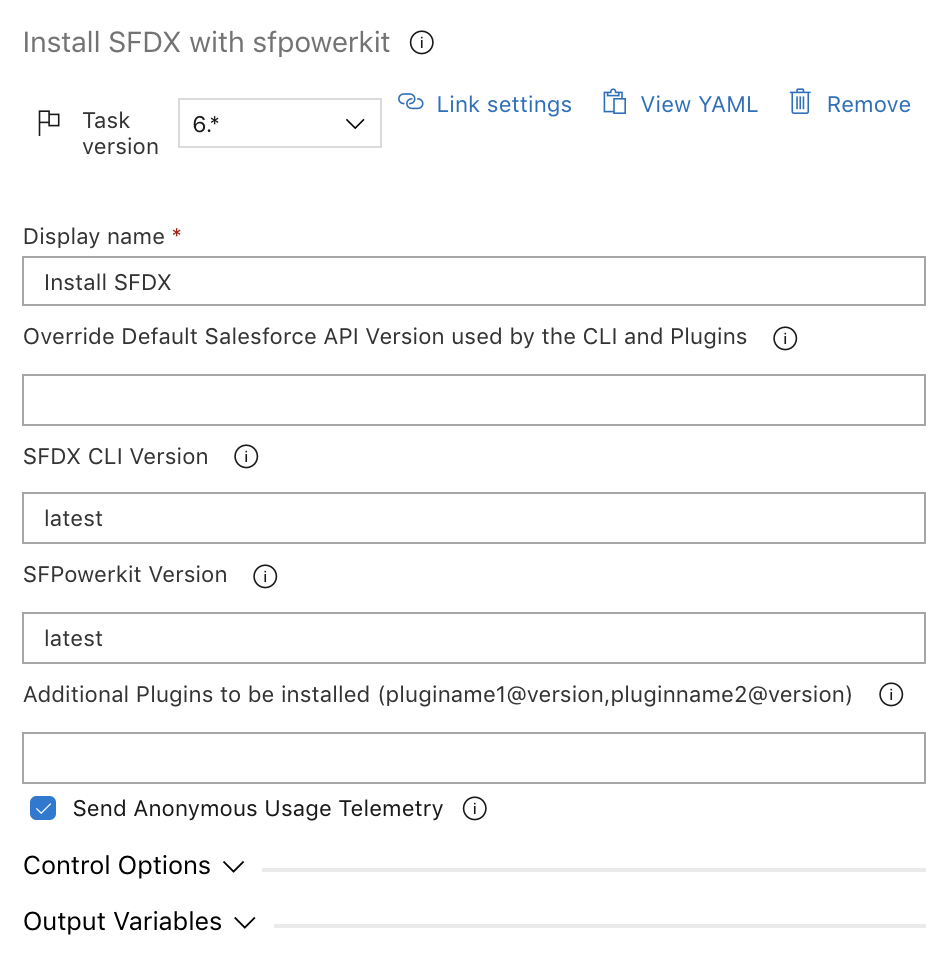 Install SFDX with sfpowerkit
Link settings
View YAML
Remove
Task
version
6.*
Display name *
Install SFDX
Override Default Salesforce API Version used by the CLI and Plugins
SFDX CLI Version
latest
SFPowerkit Version
latest
Additional Plugins to be installed (pluginame1@version,pluginname2@version)
Send Anonymous Usage Telemetry
Control Options
Output Variables